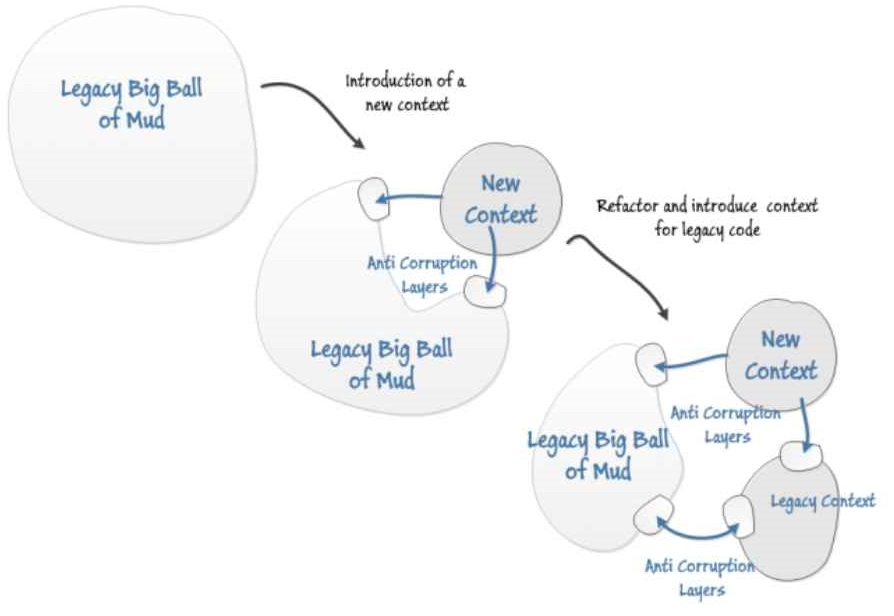 Legacy Big Ball
of Mud
Introduction of a
new context
New
Context
Anti Corruption
Layers
Legacy Big Ball
of Mud
Refactor and introduce context
for legacy code
New
Context
Anti Corruption
Layers
Legacy Big Ball
of Mud
Legacy Context
Anti Corruption
Layers